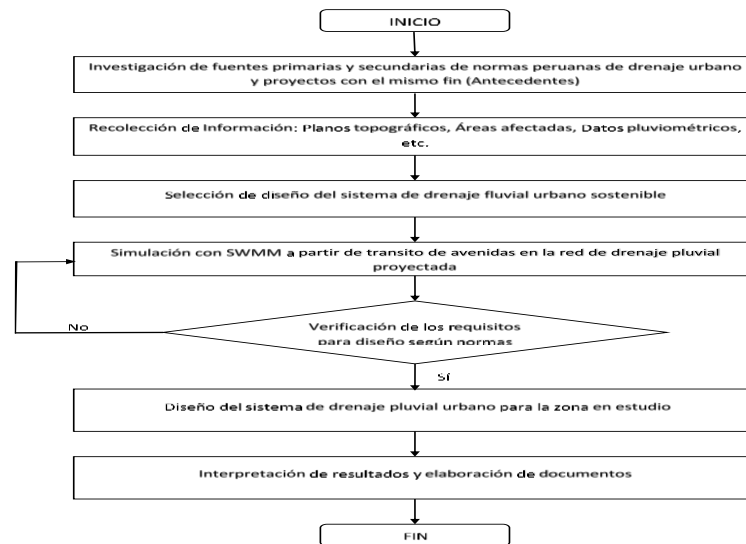 INICIO
Investigación de fuentes primarias y secundarias de normas peruanas de drenaje urbano
y proyectos con el mismo fin (Antecedentes)
Recolección de Información: Planos topográficos, Áreas afectadas, Datos pluviométricos,
etc.
Selección de diseño del sistema de drenaje fluvial urbano sostenible
Simulación con SWMM a partir de transito de avenidas en la red de drenaje pluvial
proyectada
No
Verificación de los requisitos
para diseño según normas
Sí
Diseño del sistema de drenaje pluvial urbano para la zona en estudio
Interpretación de resultados y elaboración de documentos
FIN